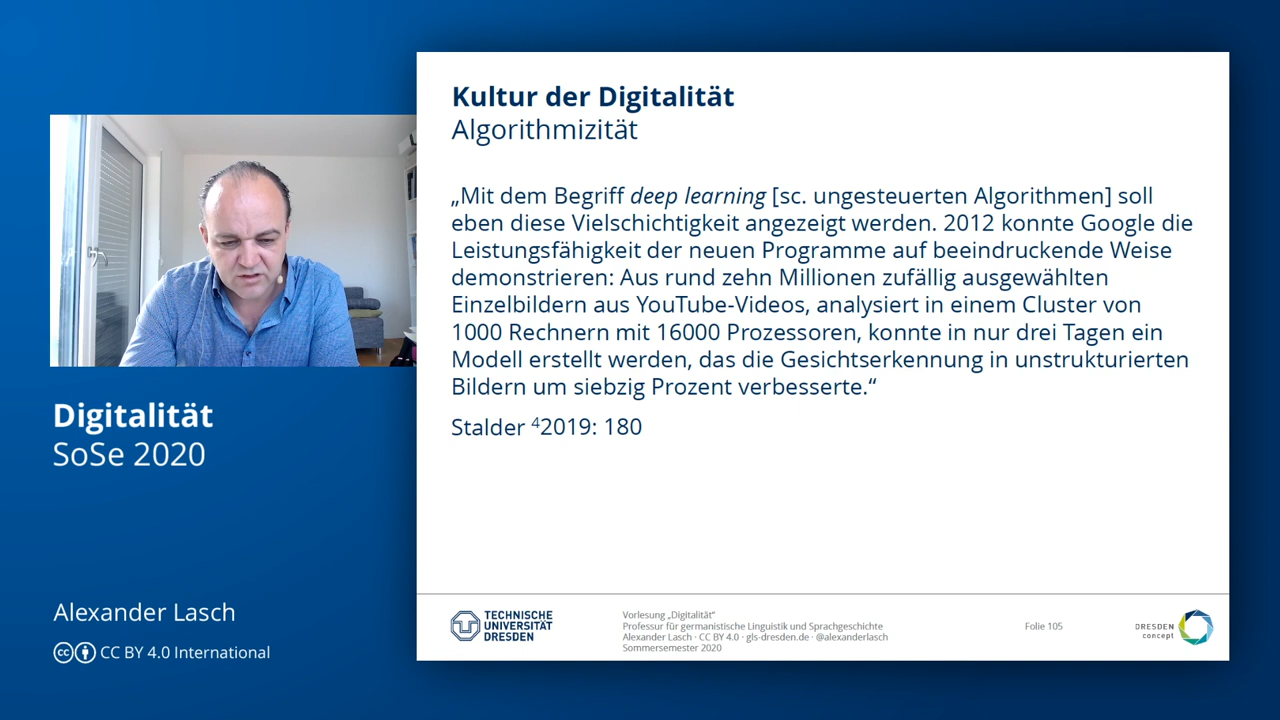 Kultur der Digitalität
Algorithmizität
„Mit dem Begriff deep learning [sc. ungesteuerten Algorithmen] soll
eben diese Vielschichtigkeit angezeigt werden. 2012 konnte Google die
Leistungsfähigkeit der neuen Programme auf beeindruckende Weise
demonstrieren: Aus rund zehn Millionen zufällig ausgewählten
Einzelbildern aus YouTube-Videos, analysiert in einem Cluster von
1000 Rechnern mit 16000 Prozessoren, konnte in nur drei Tagen ein
Modell erstellt werden, das die Gesichtserkennung in unstrukturierten
Bildern um siebzig Prozent verbesserte.“
Stalder ⁴2019: 180
Digitalität
SoSe 2020
Alexander Lasch
CC BY 4.0 International
TECHNISCHE
UNIVERSITÄT
DRESDEN
Vorlesung „Digitalität“
Professur für germanistische Linguistik und Sprachgeschichte
Alexander Lasch · CC BY 4.0 · gls-dresden.de · @alexanderlasch
Sommersemester 2020
Folie 105
DRESDEN
concept